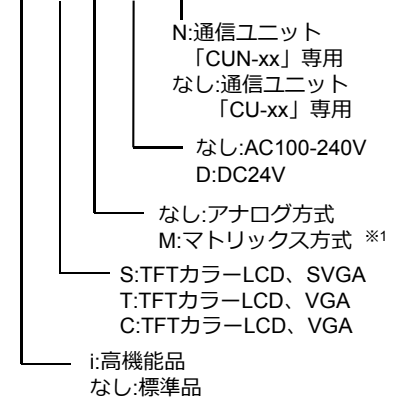 N:通信ユニット
「CUN-xx」専用
なし:通信ユニット
「CU-xx」専用
なし:AC100-240V
D:DC24V
なし:アナログ方式
M:マトリックス方式 ※1
S:TFTカラーLCD、SVGA
T:TFTカラーLCD、VGA
C:TFTカラーLCD、VGA
i:高機能品
なし:標準品